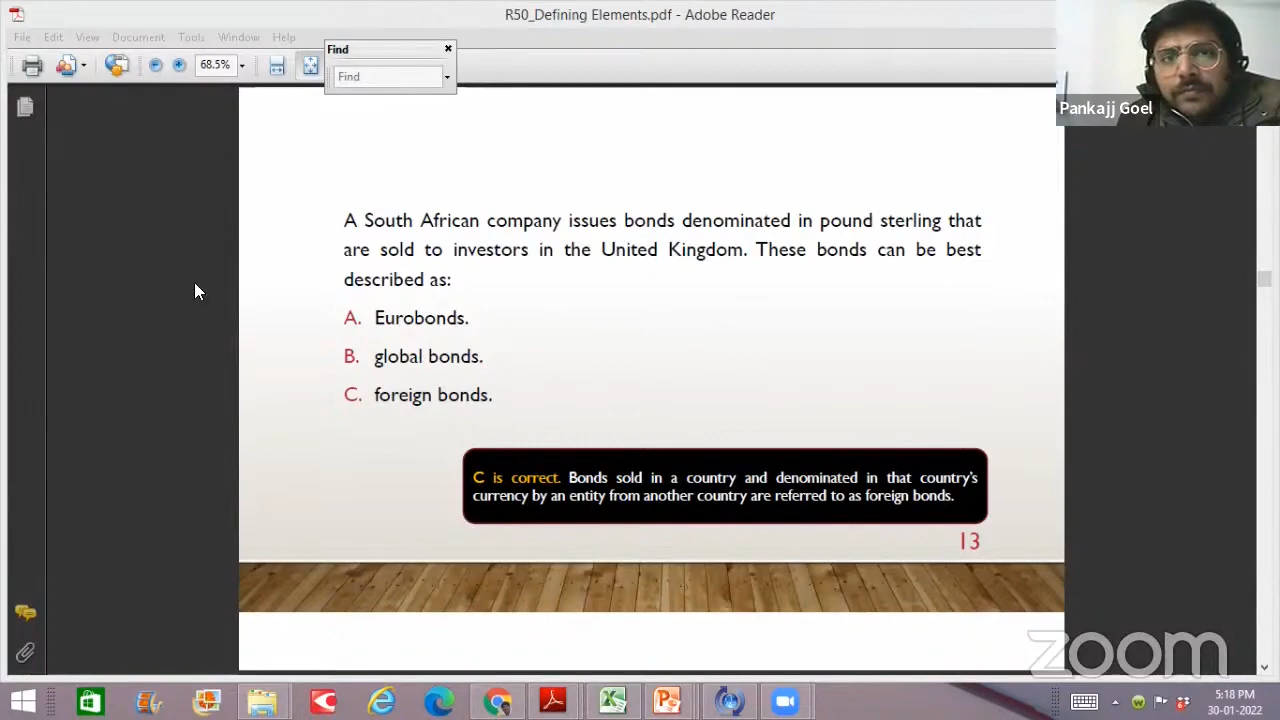 R50_Defining Elements.pdf - Adobe Reader
File Edit View Document Tools Window Help
Find
68.5%
Find
Pankajj Goel
A South African company issues bonds denominated in pound sterling that
are sold to investors in the United Kingdom. These bonds can be best
described as:
A. Eurobonds.
B. global bonds.
C. foreign bonds.
C is correct. Bonds sold in a country and denominated in that country's
currency by an entity from another country are referred to as foreign bonds.
13
zoom
5:18 PM
30-01-2022